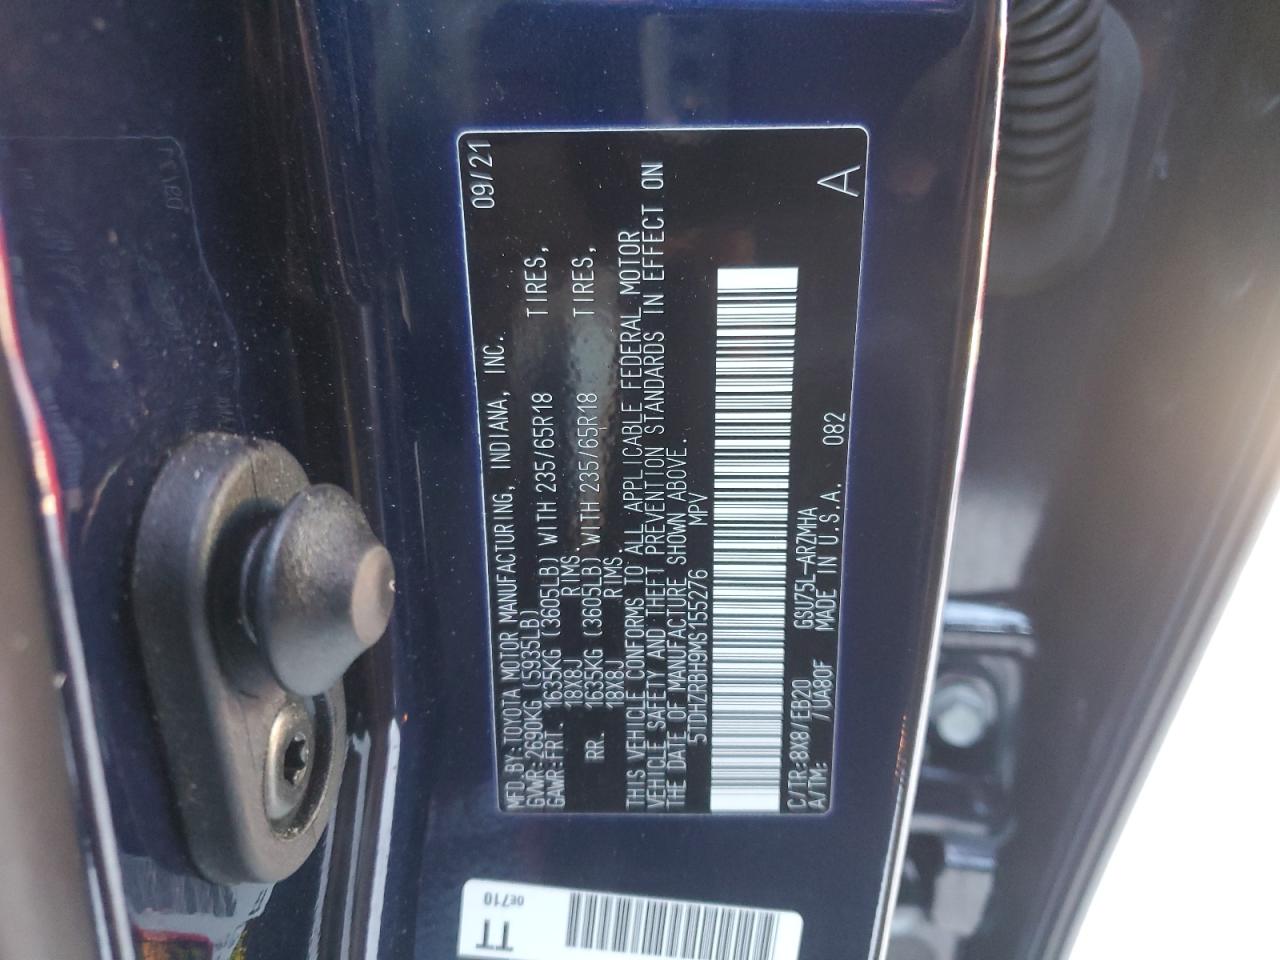 MFD. BY: TOYOTA MOTOR MANUFACTURING, INDIANA, INC. 09/21
GVWR: 2690KG (5935LB)
GAWR: FRT. 1635KG (3605LB) WITH 235/65R18 TIRES,
18X8J RIMS.
RR. 1635KG (3605LB) WITH 235/65R18 TIRES,
18X8J RIMS.
THIS VEHICLE CONFORMS TO ALL APPLICABLE FEDERAL MOTOR
VEHICLE SAFETY AND THEFT PREVENTION STANDARDS IN EFFECT ON
THE DATE OF MANUFACTURE SHOWN ABOVE.
5TDHZRBH9MS155276 MPV
C/TR: 8X8/EB20 GSU75L-ARZMHA
A/TM: /UA80F MADE IN U.S.A. 082 A
TT 0E710